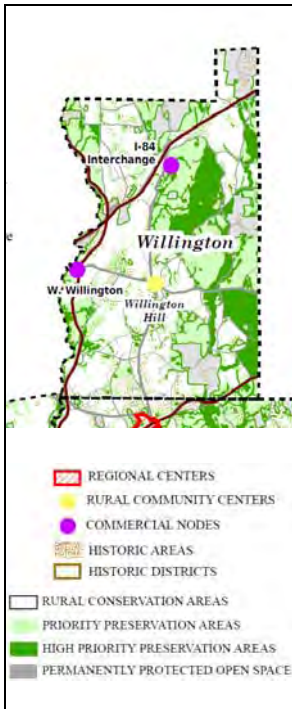 I-84
Interchange
e
Willington
W. Willington
Willington
Hill
REGIONAL CENTERS
RURAL COMMUNITY CENTERS
COMMERCIAL NODES
HISTORIC AREAS
HISTORIC DISTRICTS
RURAL CONSERVATION AREAS
PRIORITY PRESERVATION AREAS
HIGH PRIORITY PRESERVATION AREAS
PERMANENTLY PROTECTED OPEN SPACE